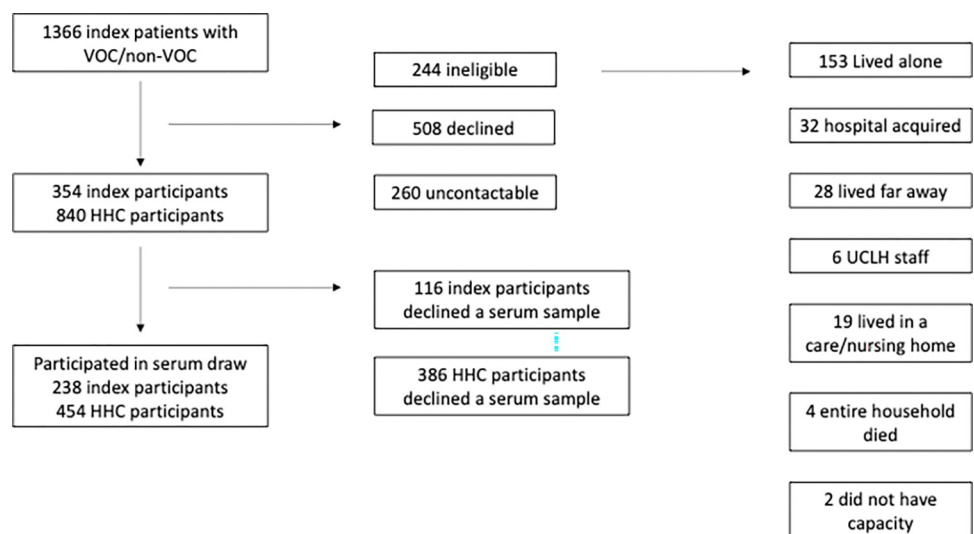 1366 index patients with
VOC/non-VOC
244 ineligible
508 declined
260 uncontactable
354 index participants
840 HHC participants
116 index participants
declined a serum sample
386 HHC participants
declined a serum sample
Participated in serum draw
238 index participants
454 HHC participants
153 Lived alone
32 hospital acquired
28 lived far away
6 UCLH staff
19 lived in a
care/nursing home
4 entire household
died
2 did not have
capacity